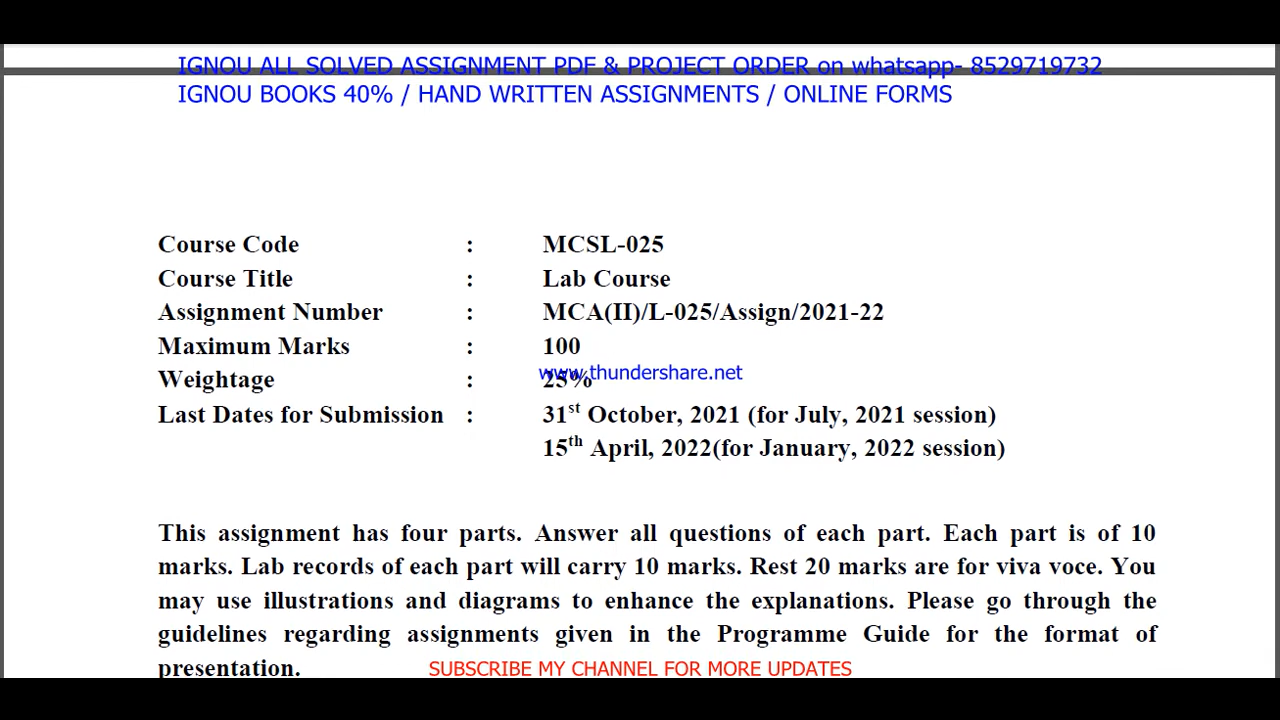 IGNOU ALL SOLVED ASSIGNMENT PDF & PROJECT ORDER on whatsapp- 8529719732
IGNOU BOOKS 40% / HAND WRITTEN ASSIGNMENTS / ONLINE FORMS
Course Code : MCSL-025
Course Title : Lab Course
Assignment Number : MCA(II)/L-025/Assign/2021-22
Maximum Marks : 100
www.thundershare.net
Weightage : 25%
Last Dates for Submission : 31st October, 2021 (for July, 2021 session)
15th April, 2022(for January, 2022 session)
This assignment has four parts. Answer all questions of each part. Each part is of 10
marks. Lab records of each part will carry 10 marks. Rest 20 marks are for viva voce. You
may use illustrations and diagrams to enhance the explanations. Please go through the
guidelines regarding assignments given in the Programme Guide for the format of
presentation.
SUBSCRIBE MY CHANNEL FOR MORE UPDATES